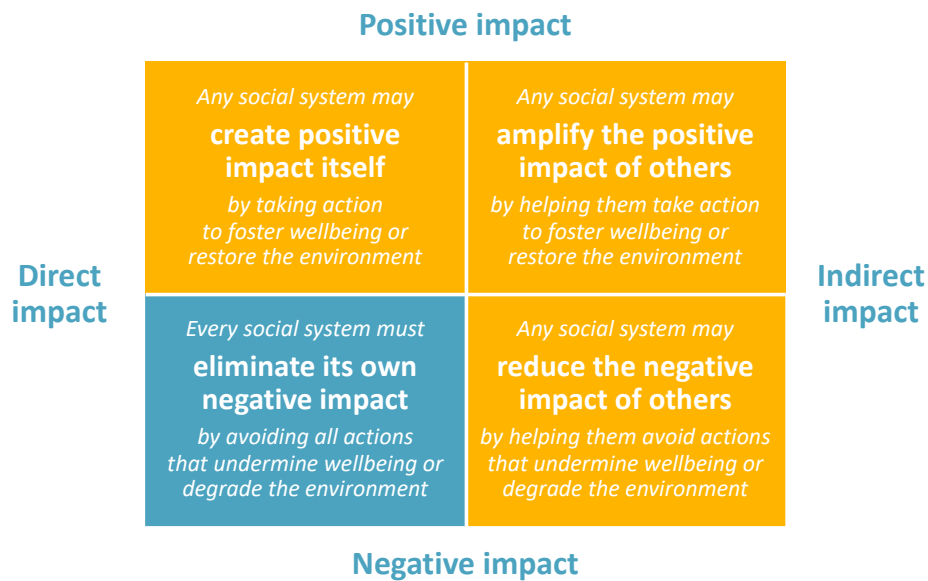 Positive impact
Any social system may
create positive
impact itself
by taking action
to foster wellbeing or
restore the environment
Any social system may
amplify the positive
impact of others
by helping them take action
to foster wellbeing or
restore the environment
Direct
impact
Indirect
impact
Every social system must
eliminate its own
negative impact
by avoiding all actions
that undermine wellbeing or
degrade the environment
Any social system may
reduce the negative
impact of others
by helping them avoid actions
that undermine wellbeing or
degrade the environment
Negative impact